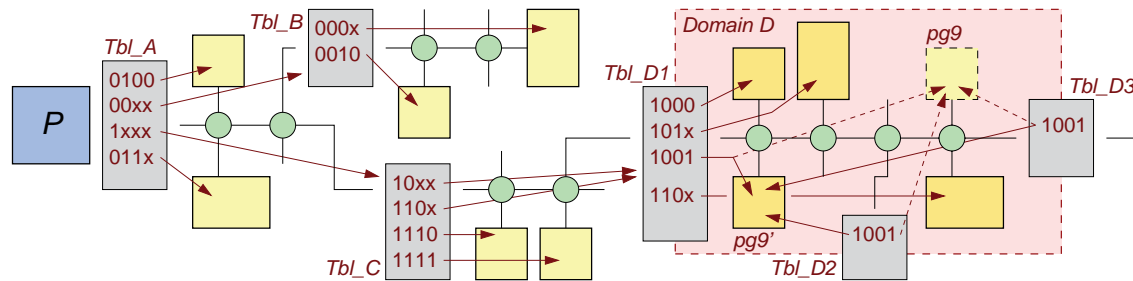 P
Tbl_A
0100
00xx
1xxx
011x
Tbl_B
000x
0010
Tbl_C
10xx
110x
1110
1111
Tbl_D1
1000
101x
1001
110x
Domain D
pg9
pg9'
Tbl_D2
1001
Tbl_D3
1001